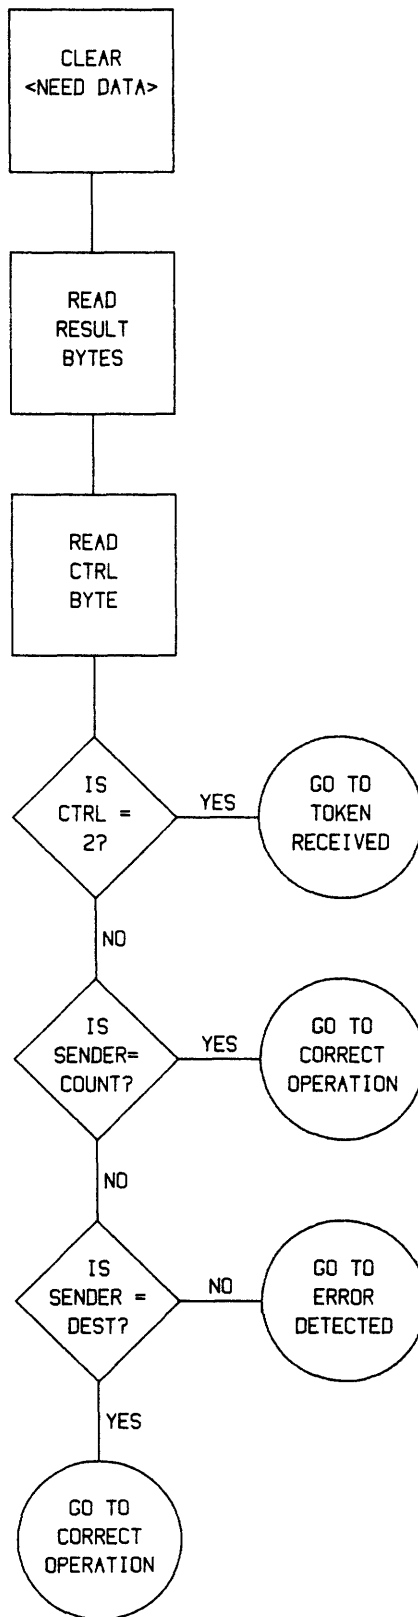 CLEAR
<NEED DATA>
READ
RESULT
BYTES
READ
CTRL
BYTE
IS
CTRL =
2?
YES
GO TO
TOKEN
RECEIVED
NO
IS
SENDER=
COUNT?
YES
GO TO
CORRECT
OPERATION
NO
IS
SENDER =
DEST?
NO
GO TO
ERROR
DETECTED
YES
GO TO
CORRECT
OPERATION